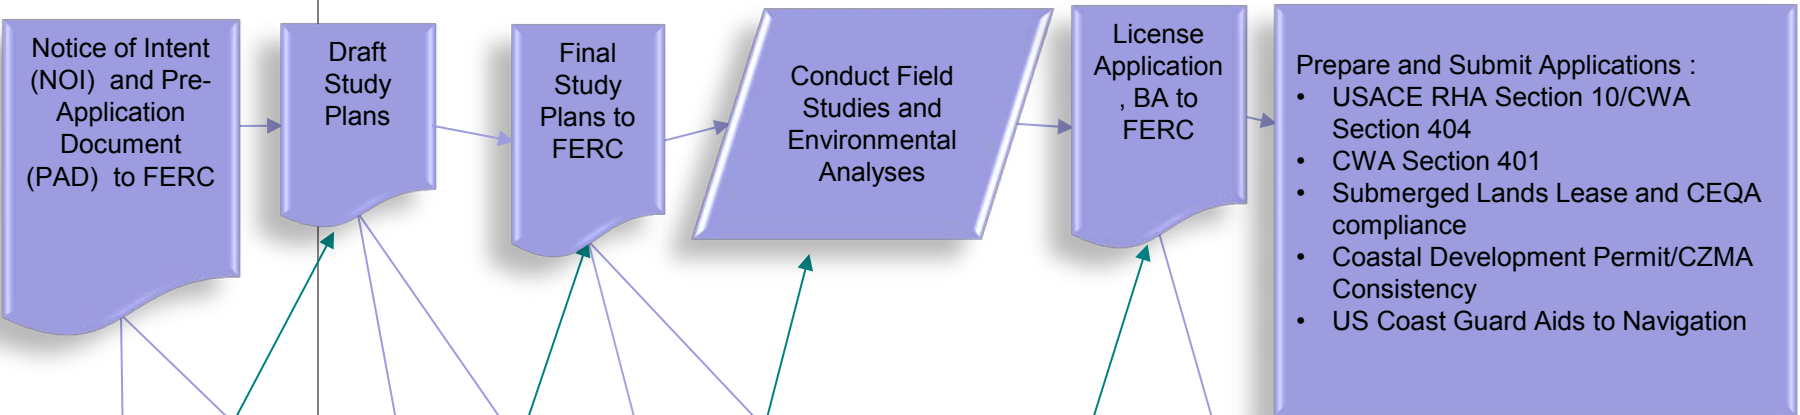 Notice of Intent
(NOI) and Pre-
Application
Document
(PAD) to FERC
Draft
Study
Plans
Final
Study
Plans to
FERC
Conduct Field
Studies and
Environmental
Analyses
License
Application
, BA to
FERC
Prepare and Submit Applications :
• USACE RHA Section 10/CWA
Section 404
• CWA Section 401
• Submerged Lands Lease and CEQA
compliance
• Coastal Development Permit/CZMA
Consistency
• US Coast Guard Aids to Navigation